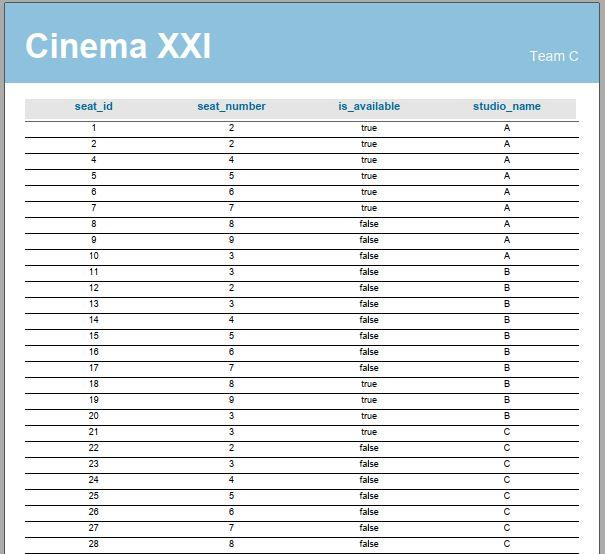 Cinema XXI
Team C
seat_id seat_number is_available studio_name
1 2 true A
2 2 true A
4 4 true A
5 5 true A
6 6 true A
7 7 true A
8 8 false A
9 9 false A
10 3 false A
11 3 false B
12 2 false B
13 3 false B
14 4 false B
15 5 false B
16 6 false B
17 7 false B
18 8 true B
19 9 true B
20 3 true B
21 3 true C
22 2 false C
23 3 false C
24 4 false C
25 5 false C
26 6 false C
27 7 false C
28 8 false C